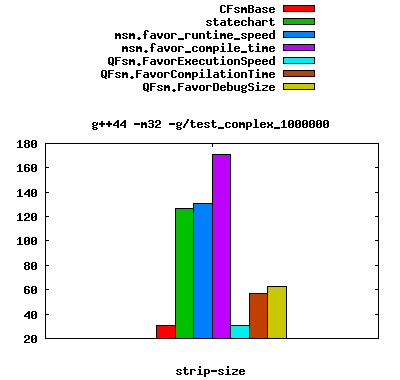 CFsmBase
statechart
msm.favor_runtime_speed
msm.favor_compile_time
QFsm.FavorExecutionSpeed
QFsm.FavorCompilationTime
QFsm.FavorDebugSize
g++44 -m32 -g/test_complex_1000000
180
160
140
120
100
80
60
40
20
strip-size